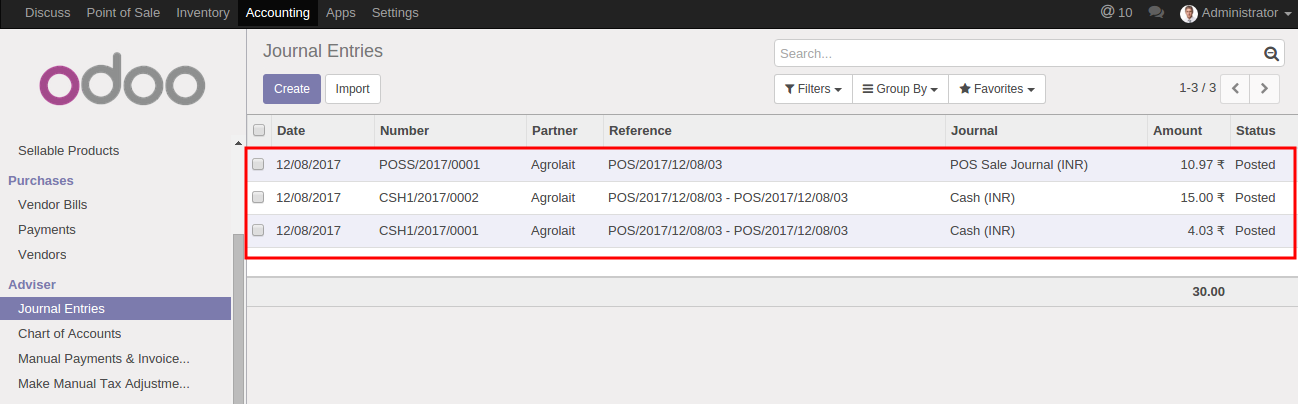 Discuss Point of Sale Inventory Accounting Apps Settings @ 10 Administrator
odoo
Journal Entries
Search...
Create Import
Filters Group By Favorites 1-3 / 3
Date Number Partner Reference Journal Amount Status
12/08/2017 POSS/2017/0001 Agrolait POS/2017/12/08/03 POS Sale Journal (INR) 10.97 ₹ Posted
12/08/2017 CSH1/2017/0002 Agrolait POS/2017/12/08/03 - POS/2017/12/08/03 Cash (INR) 15.00 ₹ Posted
12/08/2017 CSH1/2017/0001 Agrolait POS/2017/12/08/03 - POS/2017/12/08/03 Cash (INR) 4.03 ₹ Posted
30.00
Sellable Products
Purchases
Vendor Bills
Payments
Vendors
Adviser
Journal Entries
Chart of Accounts
Manual Payments & Invoice...
Make Manual Tax Adjustme...